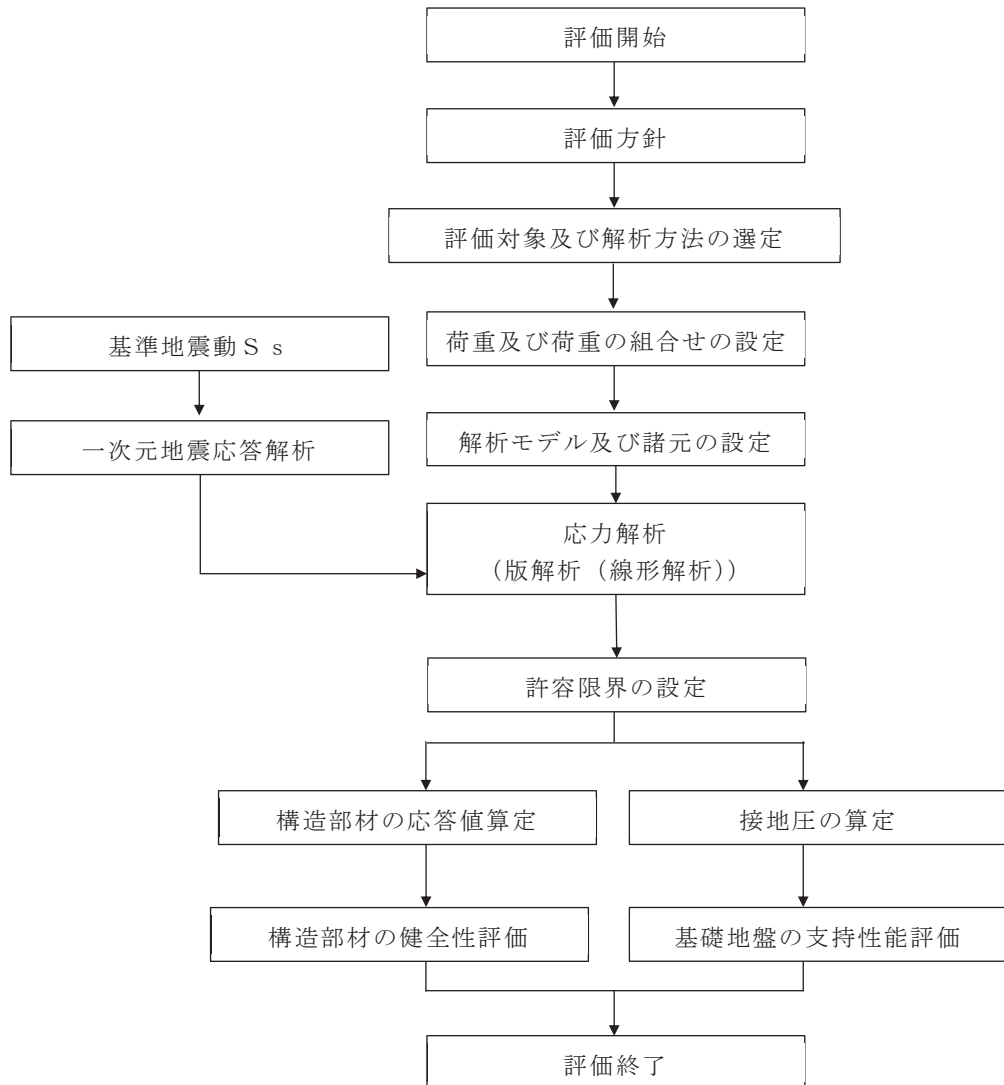 評価開始
評価方針
評価対象及び解析方法の選定
荷重及び荷重の組合せの設定
基準地震動Ｓｓ
解析モデル及び諸元の設定
一次元地震応答解析
応力解析
（版解析（線形解析））
許容限界の設定
構造部材の応答値算定
接地圧の算定
構造部材の健全性評価
基礎地盤の支持性能評価
評価終了